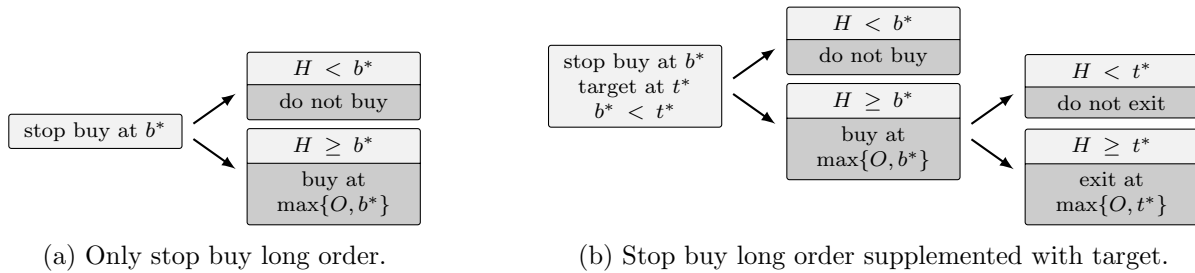 stop buy at b*
H < b*
do not buy
H ≥ b*
buy at
max{O, b*}
(a) Only stop buy long order.
stop buy at b*
target at t*
b* < t*
H < b*
do not buy
H ≥ b*
buy at
max{O, b*}
H < t*
do not exit
H ≥ t*
exit at
max{O, t*}
(b) Stop buy long order supplemented with target.